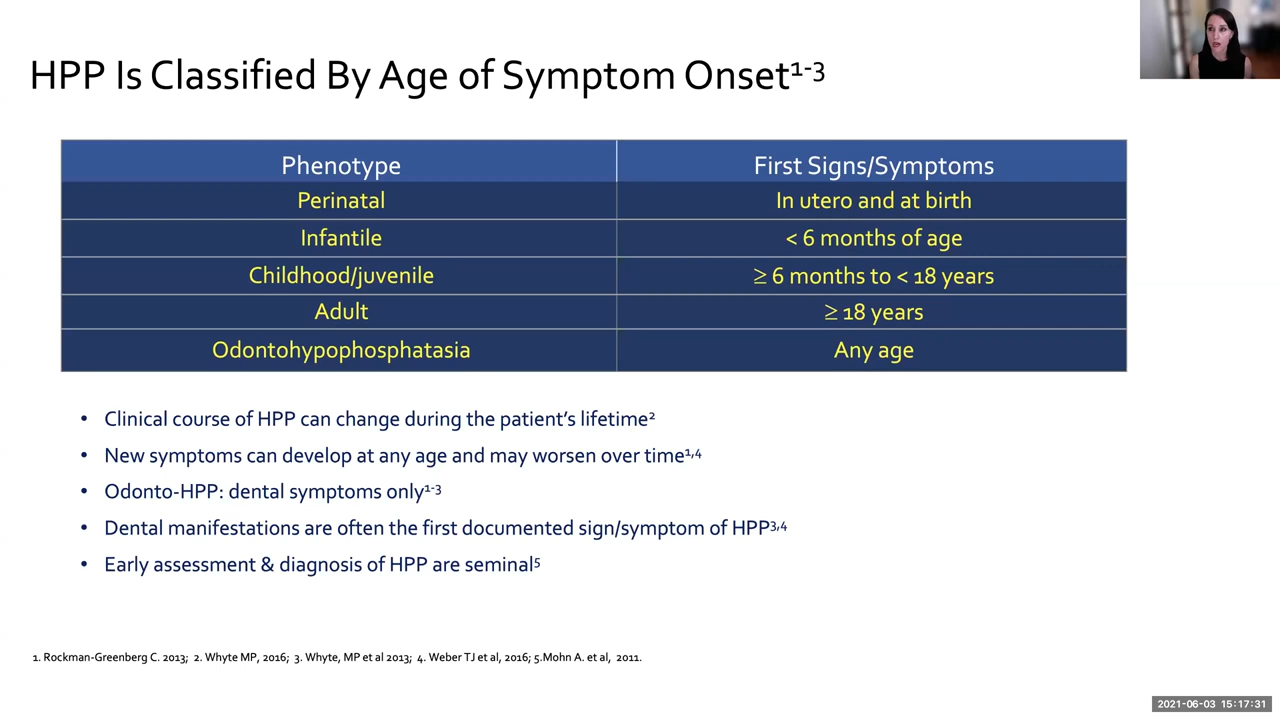 HPP Is Classified By Age of Symptom Onset1-3
Phenotype First Signs/Symptoms
Perinatal In utero and at birth
Infantile < 6 months of age
Childhood/juvenile ≥ 6 months to < 18 years
Adult ≥ 18 years
Odontohypophosphatasia Any age
• Clinical course of HPP can change during the patient's lifetime2
• New symptoms can develop at any age and may worsen over time1,4
• Odonto-HPP: dental symptoms only1-3
• Dental manifestations are often the first documented sign/symptom of HPP3,4
• Early assessment & diagnosis of HPP are seminal5
1. Rockman-Greenberg C. 2013; 2. Whyte MP, 2016; 3. Whyte, MP et al 2013; 4. Weber TJ et al, 2016; 5.Mohn A. et al, 2011.
2021-06-03 15:17:31